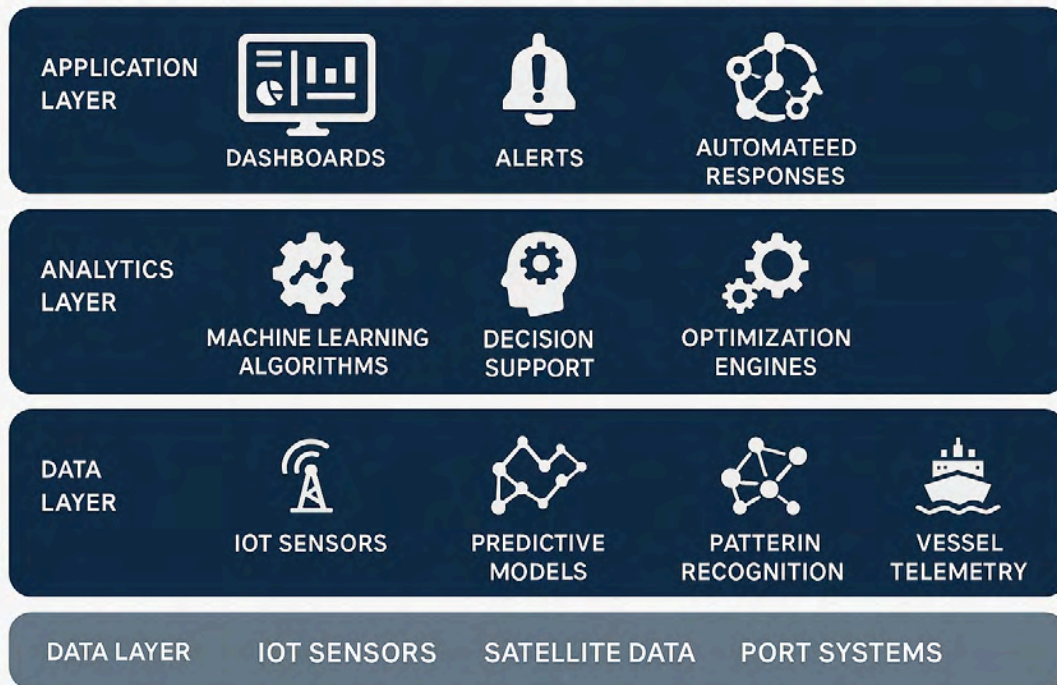 APPLICATION
LAYER
DASHBOARDS
ALERTS
AUTOMATEED
RESPONSES
ANALYTICS
LAYER
MACHINE LEARNING
ALGORITHMS
DECISION
SUPPORT
OPTIMIZATION
ENGINES
DATA
LAYER
IOT SENSORS
PREDICTIVE
MODELS
PATTERIN
RECOGNITION
VESSEL
TELEMETRY
DATA LAYER
IOT SENSORS
SATELLITE DATA
PORT SYSTEMS